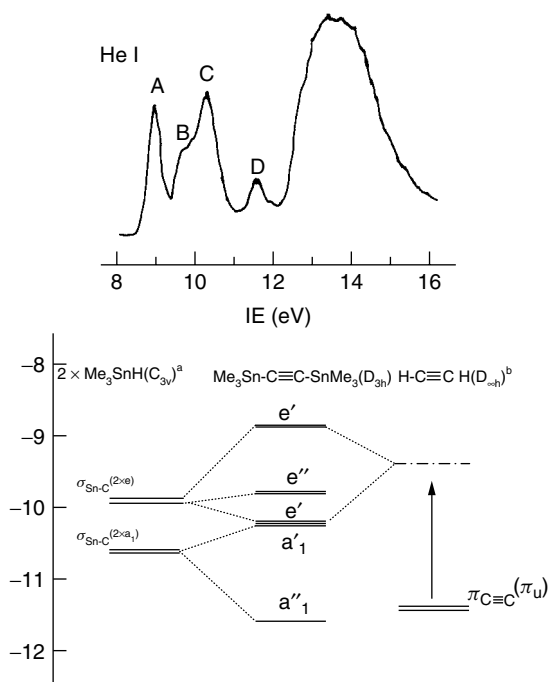 He I
A
B
C
D
8 10 12 14 16
IE (eV)
−8
−9
−10
−11
−12
2 × Me₃SnH(C₃ᵥ)ᵃ
Me₃Sn-C≡C-SnMe₃(D₃ₕ)
H-C≡C H(D∞ₕ)ᵇ
e′
σSn-C(2×e)
e″
e′
σSn-C(2×a₁)
a′₁
a″₁
πC≡C(πᵤ)